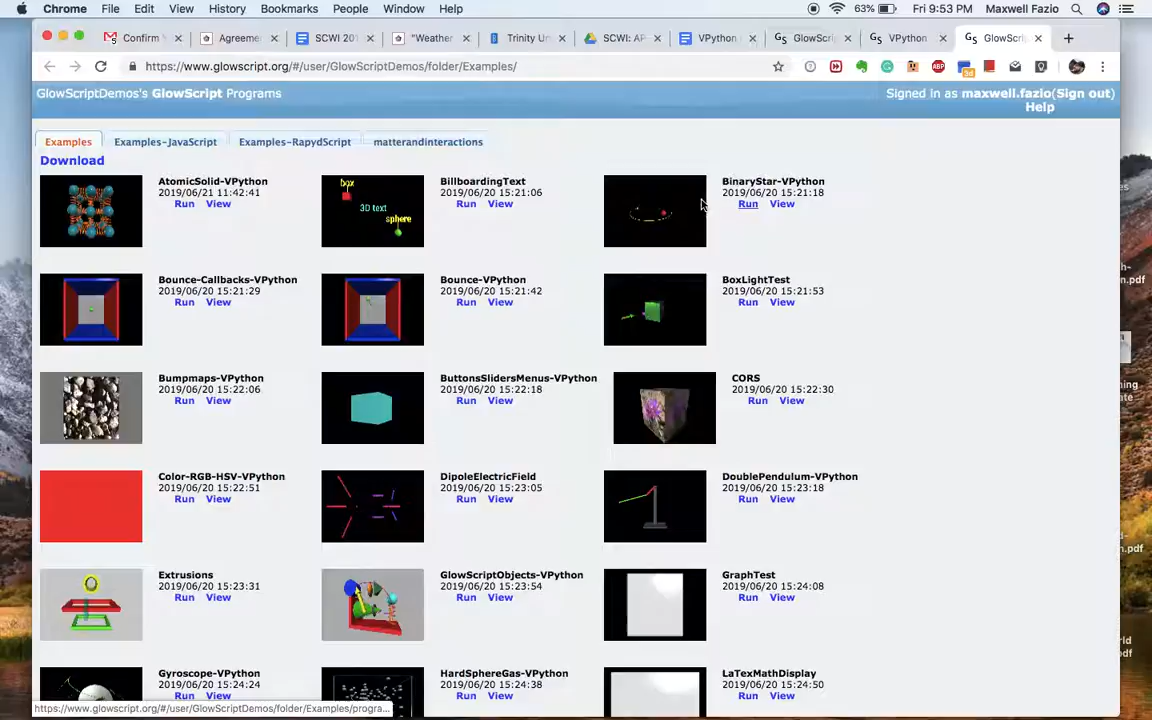 Chrome File Edit View History Bookmarks People Window Help 63% Fri 9:53 PM Maxwell Fazio
Confirm Agreeme SCWI 201 "Weather Trinity Un SCWI: AP VPython GlowScri VPython GlowScri
https://www.glowscript.org/#/user/GlowScriptDemos/folder/Examples/
GlowScriptDemos's GlowScript Programs
Signed in as maxwell.fazio(Sign out)
Help
Examples Examples-JavaScript Examples-RapydScript matterandinteractions
Download
AtomicSolid-VPython
2019/06/21 11:42:41
Run View
box
3D text
sphere
BillboardingText
2019/06/20 15:21:06
Run View
BinaryStar-VPython
2019/06/20 15:21:18
Run View
Bounce-Callbacks-VPython
2019/06/20 15:21:29
Run View
Bounce-VPython
2019/06/20 15:21:42
Run View
BoxLightTest
2019/06/20 15:21:53
Run View
Bumpmaps-VPython
2019/06/20 15:22:06
Run View
ButtonsSlidersMenus-VPython
2019/06/20 15:22:18
Run View
CORS
2019/06/20 15:22:30
Run View
Color-RGB-HSV-VPython
2019/06/20 15:22:51
Run View
DipoleElectricField
2019/06/20 15:23:05
Run View
DoublePendulum-VPython
2019/06/20 15:23:18
Run View
Extrusions
2019/06/20 15:23:31
Run View
GlowScriptObjects-VPython
2019/06/20 15:23:54
Run View
GraphTest
2019/06/20 15:24:08
Run View
Gyroscope-VPython
2019/06/20 15:24:24
Run View
HardSphereGas-VPython
2019/06/20 15:24:38
Run View
LaTexMathDisplay
2019/06/20 15:24:50
Run View
https://www.glowscript.org/#/user/GlowScriptDemos/folder/Examples/progra...